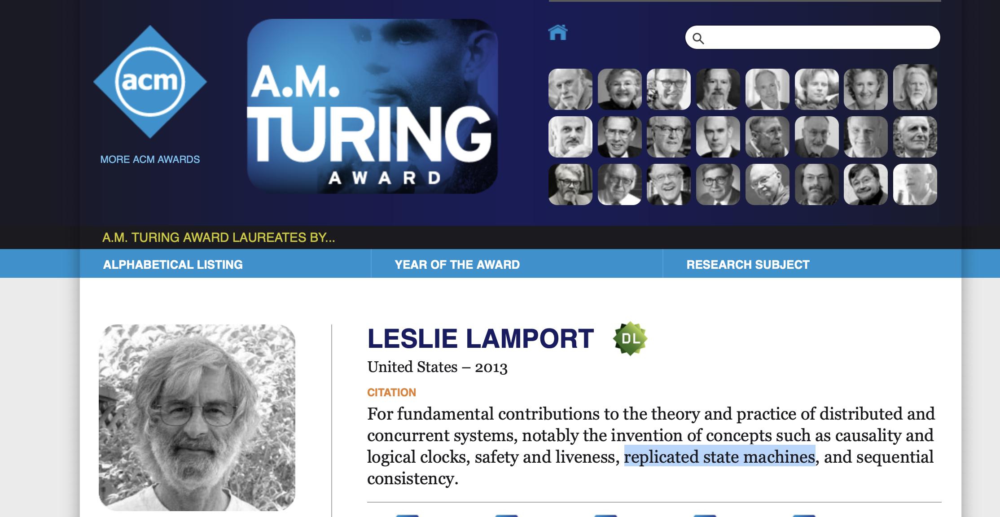 acm
MORE ACM AWARDS
A.M.
TURING
AWARD
A.M. TURING AWARD LAUREATES BY...
ALPHABETICAL LISTING
YEAR OF THE AWARD
RESEARCH SUBJECT
LESLIE LAMPORT
DL
United States – 2013
CITATION
For fundamental contributions to the theory and practice of distributed and
concurrent systems, notably the invention of concepts such as causality and
logical clocks, safety and liveness, replicated state machines, and sequential
consistency.